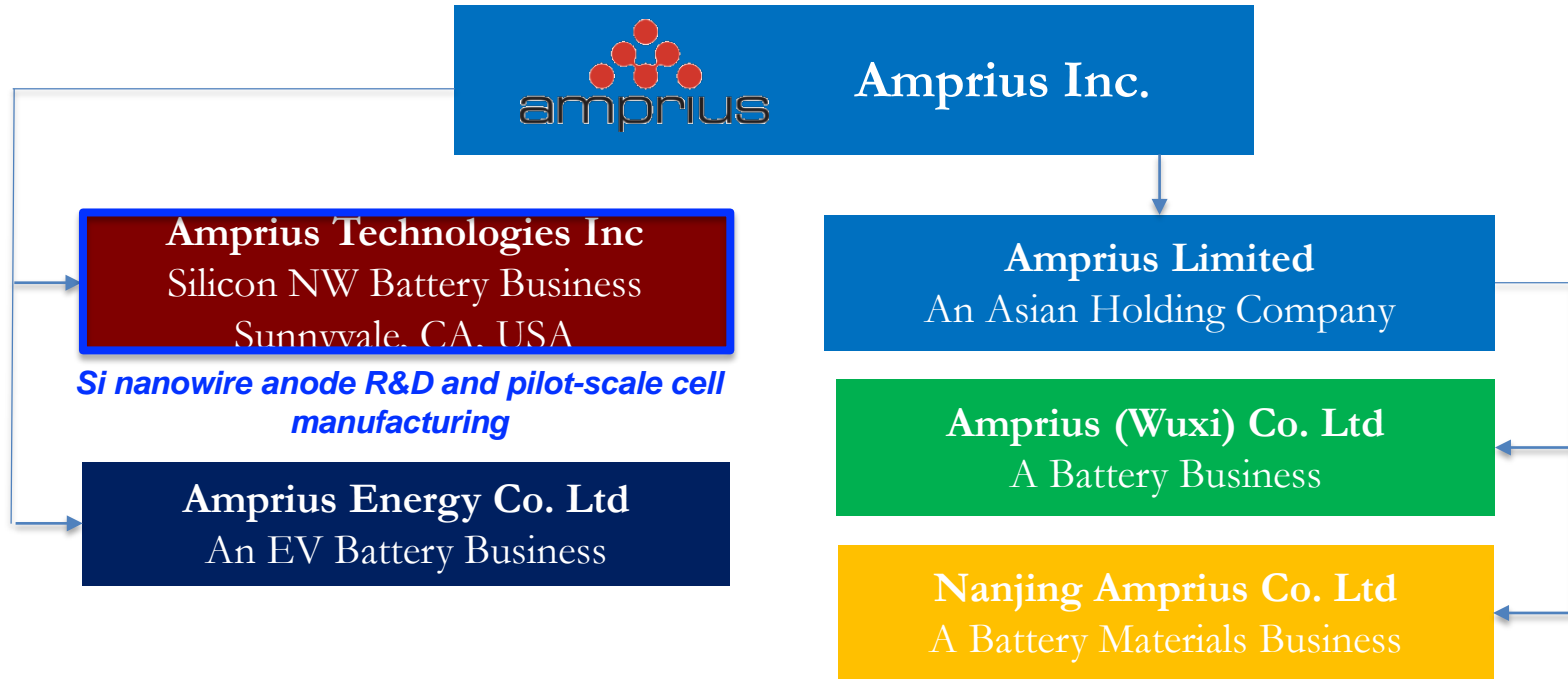 amprius
Amprius Inc.
Amprius Technologies Inc
Silicon NW Battery Business
Sunnyvale, CA, USA
Si nanowire anode R&D and pilot-scale cell
manufacturing
Amprius Energy Co. Ltd
An EV Battery Business
Amprius Limited
An Asian Holding Company
Amprius (Wuxi) Co. Ltd
A Battery Business
Nanjing Amprius Co. Ltd
A Battery Materials Business